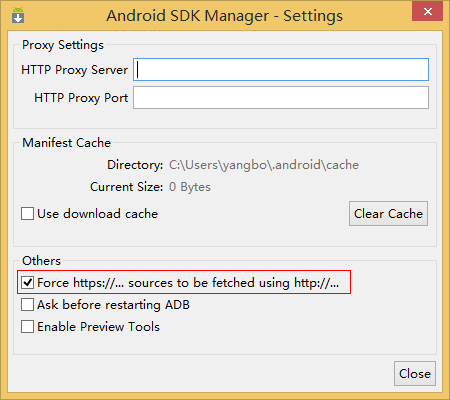 Android SDK Manager - Settings
Proxy Settings
HTTP Proxy Server
HTTP Proxy Port
Manifest Cache
Directory: C:\Users\yangbo\.android\cache
Current Size: 0 Bytes
Use download cache Clear Cache
Others
Force https://... sources to be fetched using http://...
Ask before restarting ADB
Enable Preview Tools
Close